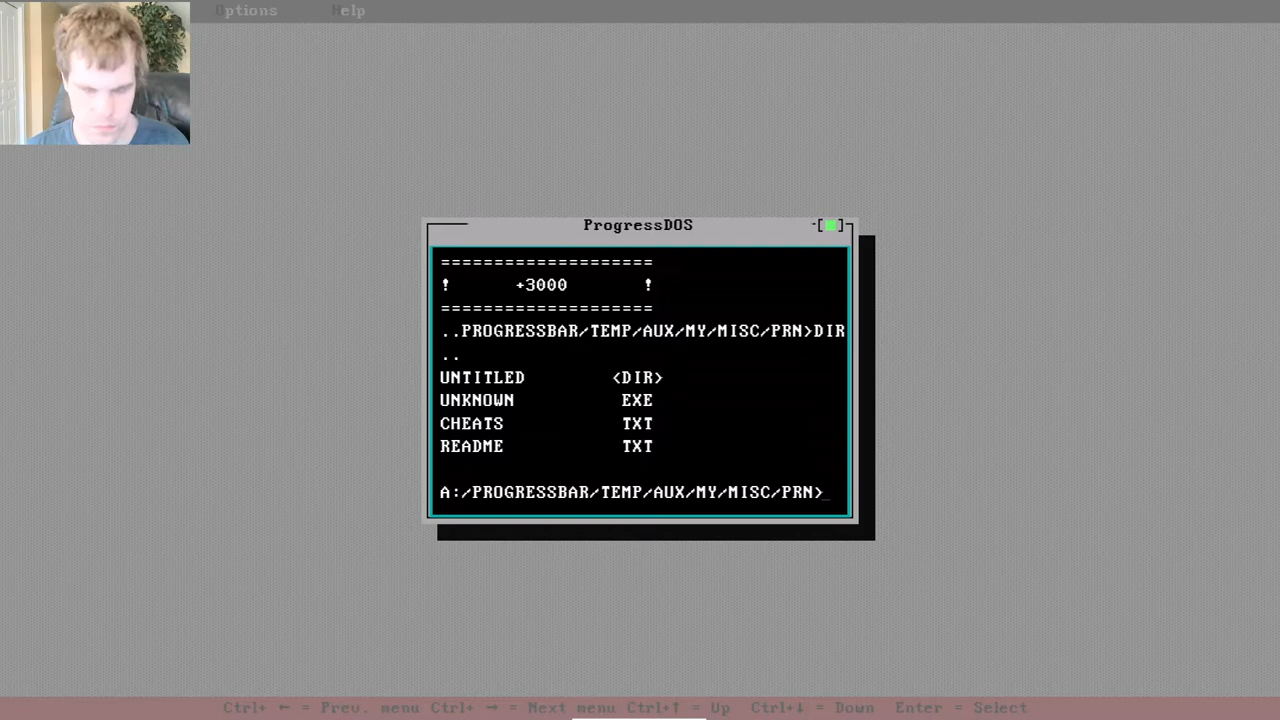 Options Help
ProgressDOS
-[ ]
====================
! +3000 !
====================
..PROGRESSBAR/TEMP/AUX/MY/MISC/PRN>DIR
..
UNTITLED <DIR>
UNKNOWN EXE
CHEATS TXT
README TXT
A:/PROGRESSBAR/TEMP/AUX/MY/MISC/PRN>_
Ctrl+ ← = Prev. menu Ctrl+ → = Next menu Ctrl+↑ = Up Ctrl+↓ = Down Enter = Select